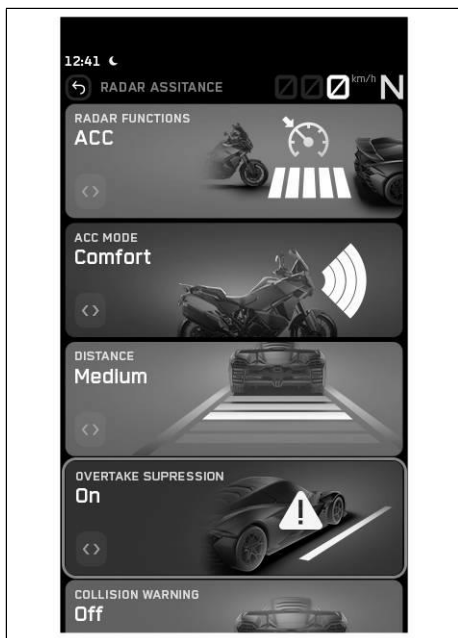 12:41
RADAR ASSITANCE
000 km/h N
RADAR FUNCTIONS
ACC
ACC MODE
Comfort
DISTANCE
Medium
OVERTAKE SUPRESSION
On
COLLISION WARNING
Off